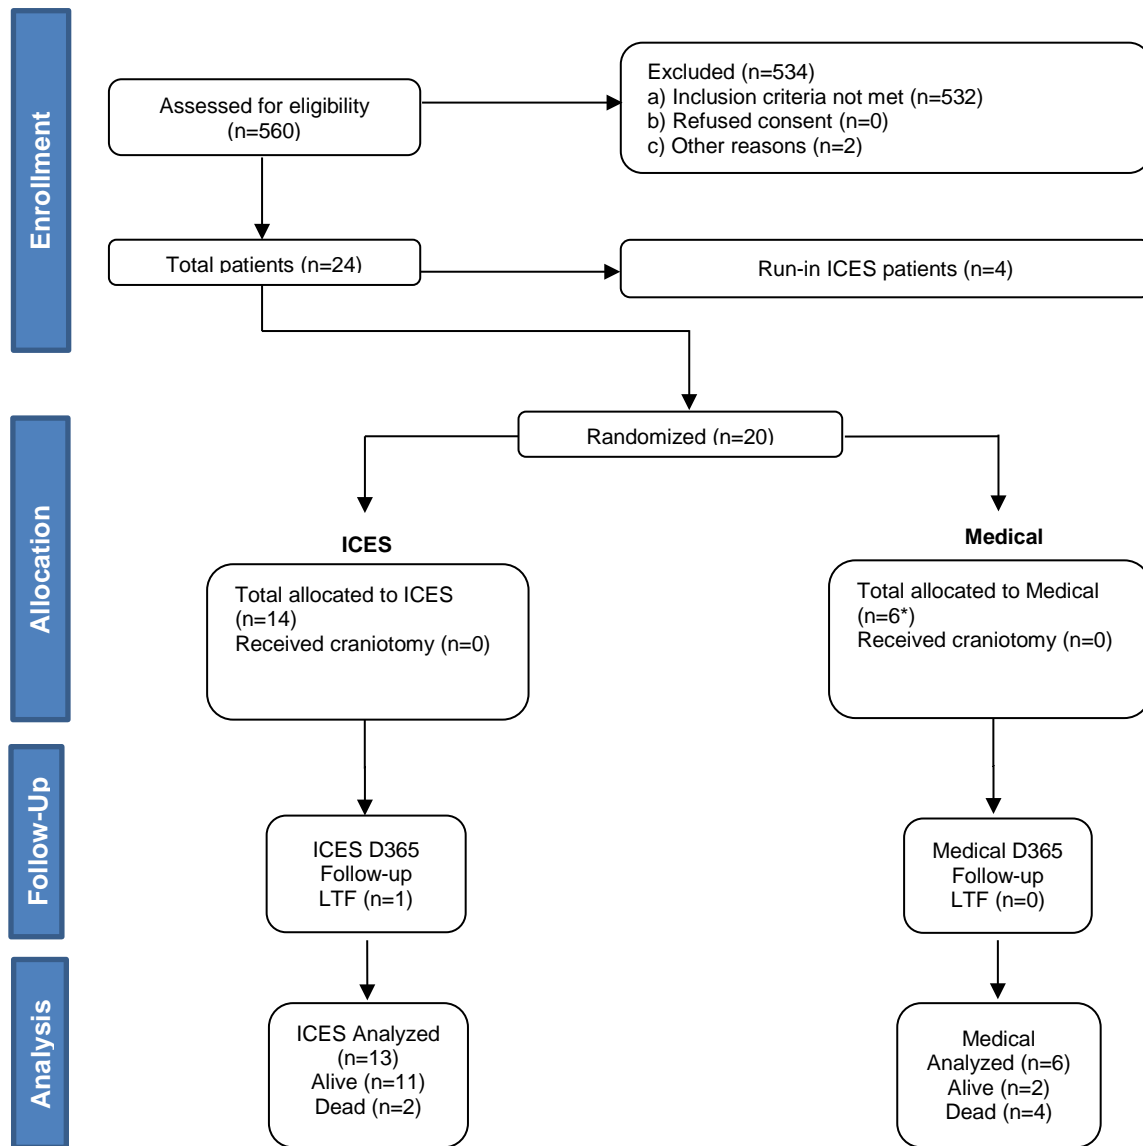 Enrollment
Assessed for eligibility
(n=560)
Excluded (n=534)
a) Inclusion criteria not met (n=532)
b) Refused consent (n=0)
c) Other reasons (n=2)
Total patients (n=24)
Run-in ICES patients (n=4)
Allocation
Randomized (n=20)
ICES
Total allocated to ICES
(n=14)
Received craniotomy (n=0)
Medical
Total allocated to Medical
(n=6*)
Received craniotomy (n=0)
Follow-Up
ICES D365
Follow-up
LTF (n=1)
Medical D365
Follow-up
LTF (n=0)
Analysis
ICES Analyzed
(n=13)
Alive (n=11)
Dead (n=2)
Medical
Analyzed (n=6)
Alive (n=2)
Dead (n=4)